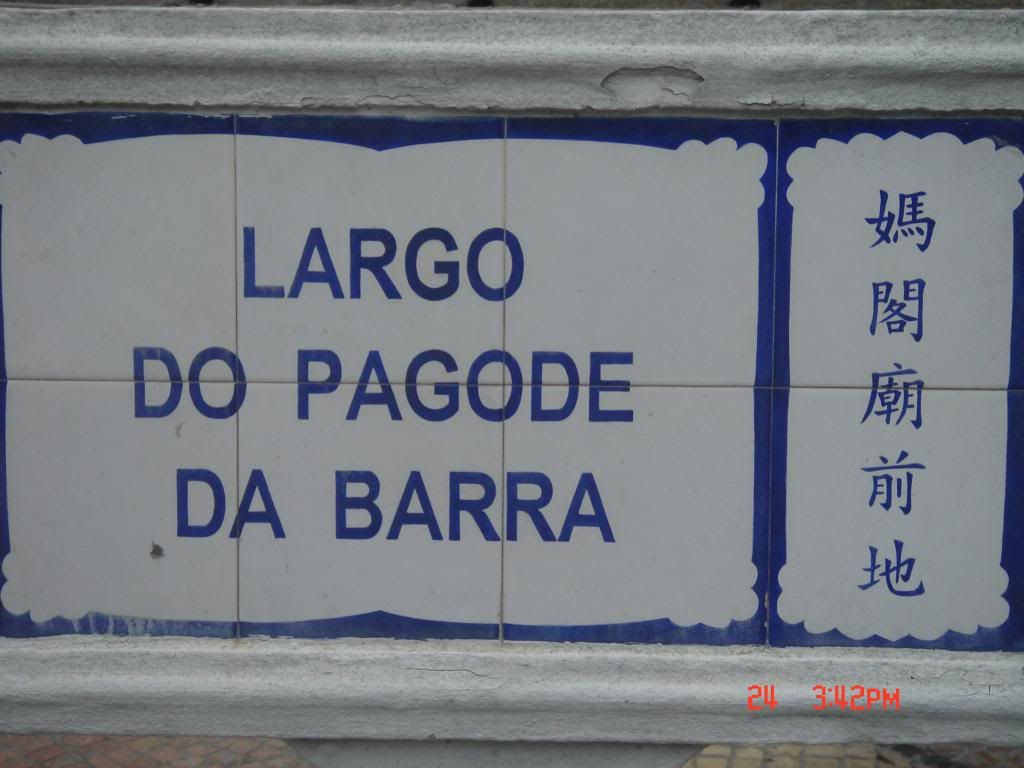 LARGO
DO PAGODE
DA BARRA
媽閣廟前地
24 3:42PM